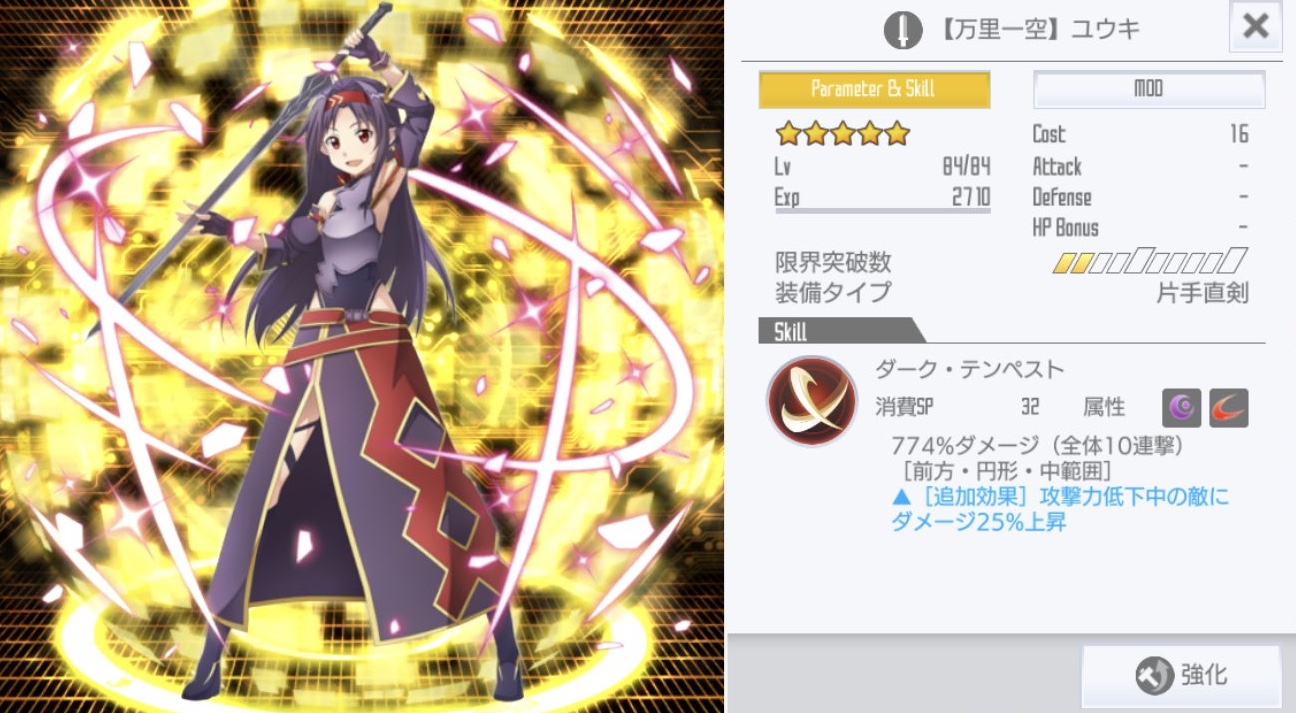 【万里一空】ユウキ
Parameter & Skill
MOD
Lv 84/84
Exp 2710
Cost 16
Attack -
Defense -
HP Bonus -
限界突破数
装備タイプ 片手直剣
Skill
ダーク・テンペスト
消費SP 32 属性
774%ダメージ（全体10連撃）
［前方・円形・中範囲］
▲［追加効果］攻撃力低下中の敵に
ダメージ25%上昇
強化